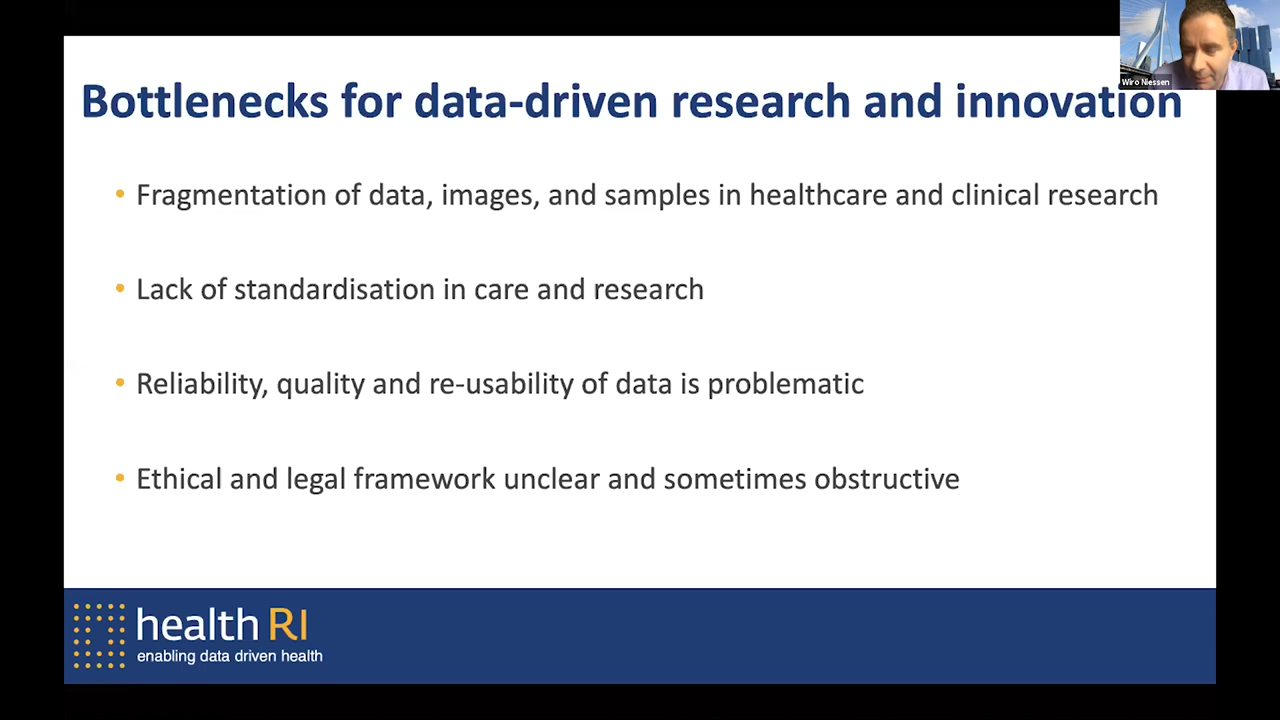 Wiro Niessen
Bottlenecks for data-driven research and innovation
• Fragmentation of data, images, and samples in healthcare and clinical research
• Lack of standardisation in care and research
• Reliability, quality and re-usability of data is problematic
• Ethical and legal framework unclear and sometimes obstructive
health RI
enabling data driven health